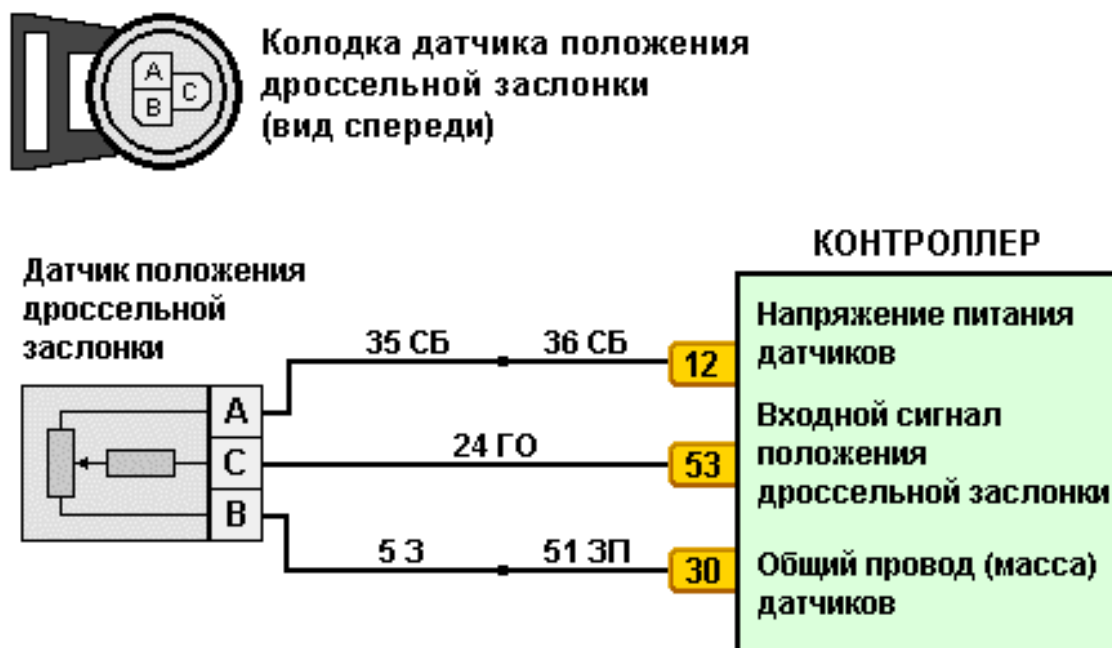 Колодка датчика положения
дроссельной заслонки
(вид спереди)
A
B
C
КОНТРОЛЛЕР
Датчик положения
дроссельной
заслонки
A
C
B
35 СБ
36 СБ
12
Напряжение питания
датчиков
24 ГО
53
Входной сигнал
положения
дроссельной заслонки
5 З
51 ЗП
30
Общий провод (масса)
датчиков